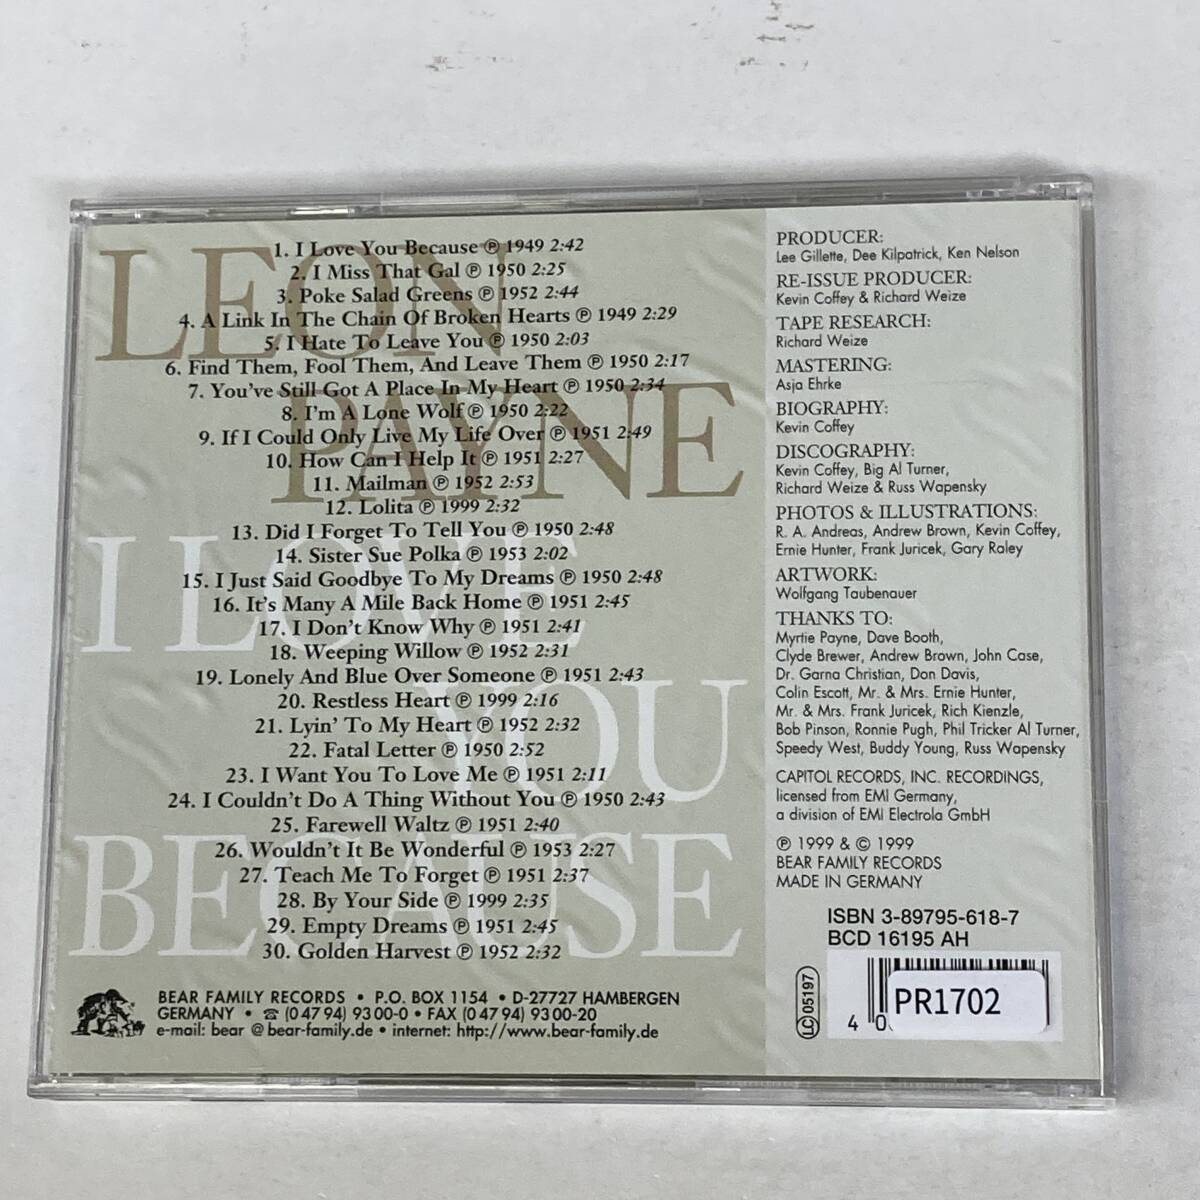 LEON
PAYNE
I LOVE
YOU
BECAUSE
1. I Love You Because ℗ 1949 2:42
2. I Miss That Gal ℗ 1950 2:25
3. Poke Salad Greens ℗ 1952 2:44
4. A Link In The Chain Of Broken Hearts ℗ 1949 2:29
5. I Hate To Leave You ℗ 1950 2:03
6. Find Them, Fool Them, And Leave Them ℗ 1950 2:17
7. You've Still Got A Place In My Heart ℗ 1950 2:34
8. I'm A Lone Wolf ℗ 1950 2:22
9. If I Could Only Live My Life Over ℗ 1951 2:49
10. How Can I Help It ℗ 1951 2:27
11. Mailman ℗ 1952 2:53
12. Lolita ℗ 1999 2:32
13. Did I Forget To Tell You ℗ 1950 2:48
14. Sister Sue Polka ℗ 1953 2:02
15. I Just Said Goodbye To My Dreams ℗ 1950 2:48
16. It's Many A Mile Back Home ℗ 1951 2:45
17. I Don't Know Why ℗ 1951 2:41
18. Weeping Willow ℗ 1952 2:31
19. Lonely And Blue Over Someone ℗ 1951 2:43
20. Restless Heart ℗ 1999 2:16
21. Lyin' To My Heart ℗ 1952 2:32
22. Fatal Letter ℗ 1950 2:52
23. I Want You To Love Me ℗ 1951 2:11
24. I Couldn't Do A Thing Without You ℗ 1950 2:43
25. Farewell Waltz ℗ 1951 2:40
26. Wouldn't It Be Wonderful ℗ 1953 2:27
27. Teach Me To Forget ℗ 1951 2:37
28. By Your Side ℗ 1999 2:35
29. Empty Dreams ℗ 1951 2:45
30. Golden Harvest ℗ 1952 2:32
BEAR FAMILY RECORDS • P.O. BOX 1154 • D-27727 HAMBERGEN
GERMANY • ☎ (0 47 94) 93 00-0 • FAX (0 47 94) 93 00-20
e-mail: bear @ bear-family.de • internet: http://www.bear-family.de
PRODUCER:
Lee Gillette, Dee Kilpatrick, Ken Nelson
RE-ISSUE PRODUCER:
Kevin Coffey & Richard Weize
TAPE RESEARCH:
Richard Weize
MASTERING:
Asja Ehrke
BIOGRAPHY:
Kevin Coffey
DISCOGRAPHY:
Kevin Coffey, Big Al Turner,
Richard Weize & Russ Wapensky
PHOTOS & ILLUSTRATIONS:
R. A. Andreas, Andrew Brown, Kevin Coffey,
Ernie Hunter, Frank Juricek, Gary Raley
ARTWORK:
Wolfgang Taubenauer
THANKS TO:
Myrtie Payne, Dave Booth,
Clyde Brewer, Andrew Brown, John Case,
Dr. Garna Christian, Don Davis,
Colin Escott, Mr. & Mrs. Ernie Hunter,
Mr. & Mrs. Frank Juricek, Rich Kienzle,
Bob Pinson, Ronnie Pugh, Phil Tricker Al Turner,
Speedy West, Buddy Young, Russ Wapensky
CAPITOL RECORDS, INC. RECORDINGS,
licensed from EMI Germany,
a division of EMI Electrola GmbH
℗ 1999 & © 1999
BEAR FAMILY RECORDS
MADE IN GERMANY
ISBN 3-89795-618-7
BCD 16195 AH
LC 05197
PR1702
4 0